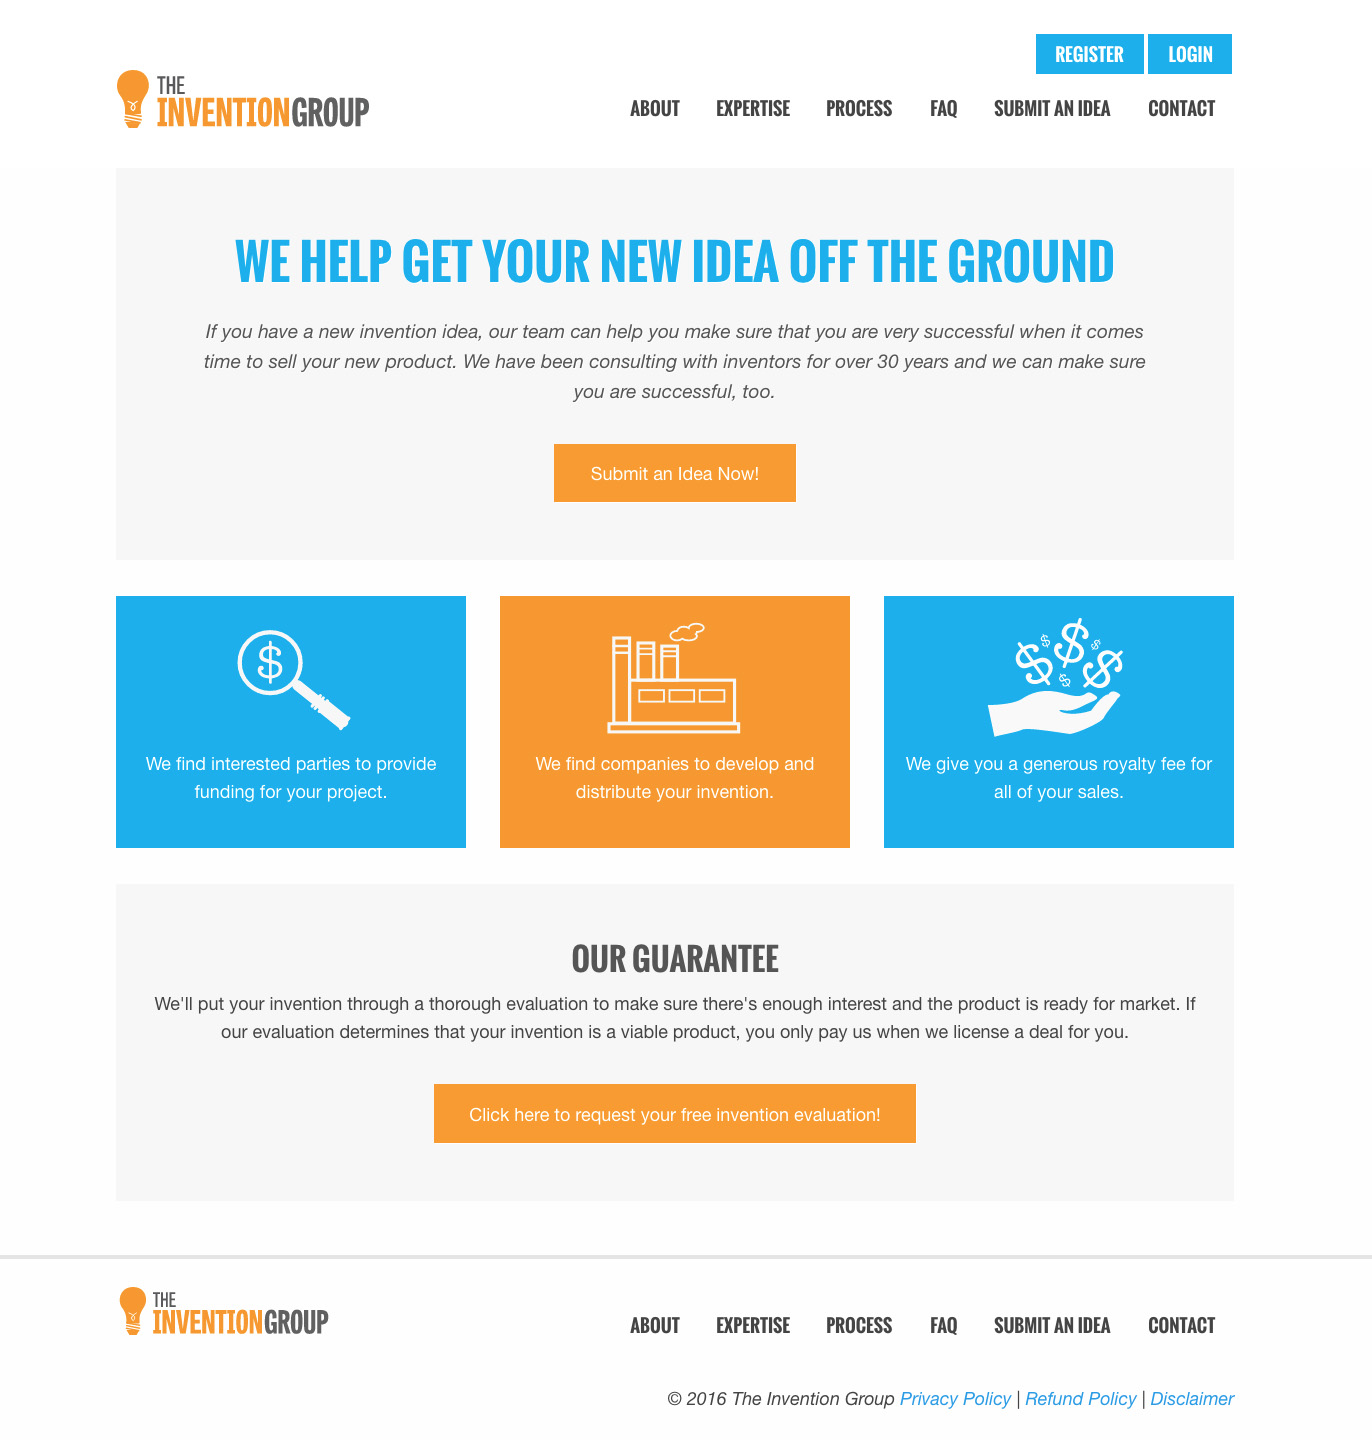 REGISTER LOGIN
THE
INVENTIONGROUP
ABOUT EXPERTISE PROCESS FAQ SUBMIT AN IDEA CONTACT
WE HELP GET YOUR NEW IDEA OFF THE GROUND
If you have a new invention idea, our team can help you make sure that you are very successful when it comes
time to sell your new product. We have been consulting with inventors for over 30 years and we can make sure
you are successful, too.
Submit an Idea Now!
We find interested parties to provide
funding for your project.
We find companies to develop and
distribute your invention.
We give you a generous royalty fee for
all of your sales.
OUR GUARANTEE
We'll put your invention through a thorough evaluation to make sure there's enough interest and the product is ready for market. If
our evaluation determines that your invention is a viable product, you only pay us when we license a deal for you.
Click here to request your free invention evaluation!
THE
INVENTIONGROUP
ABOUT EXPERTISE PROCESS FAQ SUBMIT AN IDEA CONTACT
© 2016 The Invention Group Privacy Policy | Refund Policy | Disclaimer